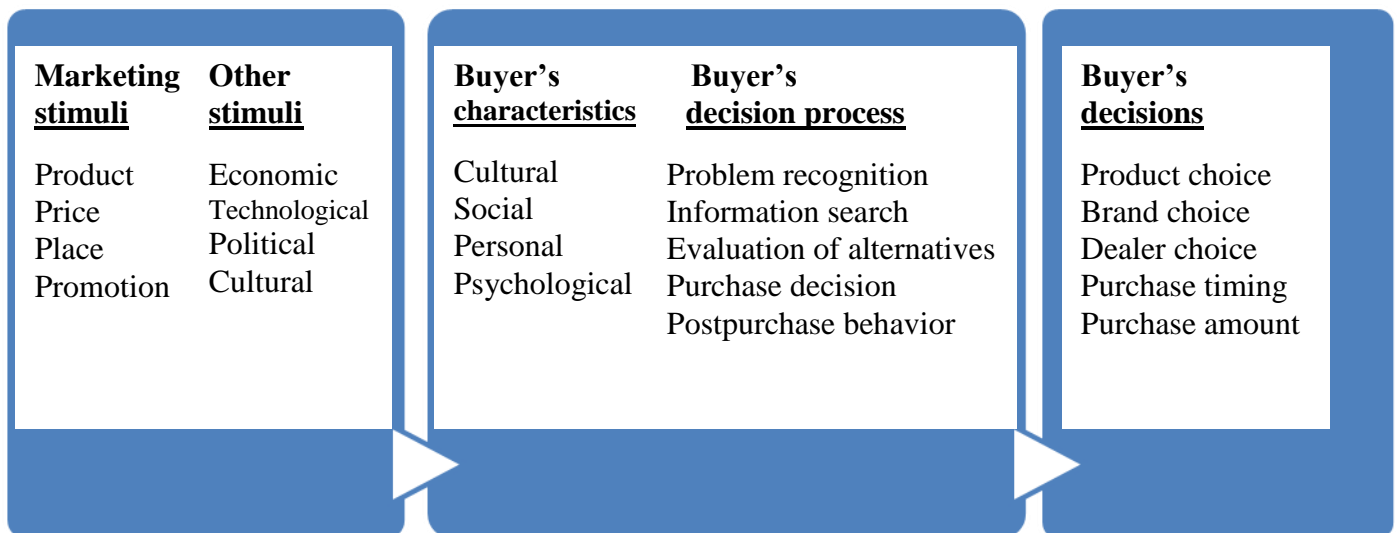 Marketing
stimuli
Product
Price
Place
Promotion
Other
stimuli
Economic
Technological
Political
Cultural
Buyer’s
characteristics
Cultural
Social
Personal
Psychological
Buyer’s
decision process
Problem recognition
Information search
Evaluation of alternatives
Purchase decision
Postpurchase behavior
Buyer’s
decisions
Product choice
Brand choice
Dealer choice
Purchase timing
Purchase amount